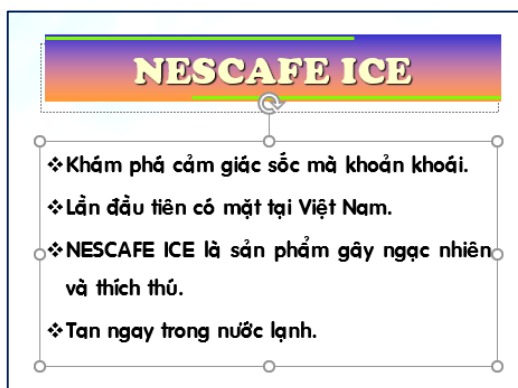 NESCAFE ICE
❖Khám phá cảm giác sốc mà khoản khoái.
❖Lần đầu tiên có mặt tại Việt Nam.
❖NESCAFE ICE là sản phẩm gây ngạc nhiên
và thích thú.
❖Tan ngay trong nước lạnh.